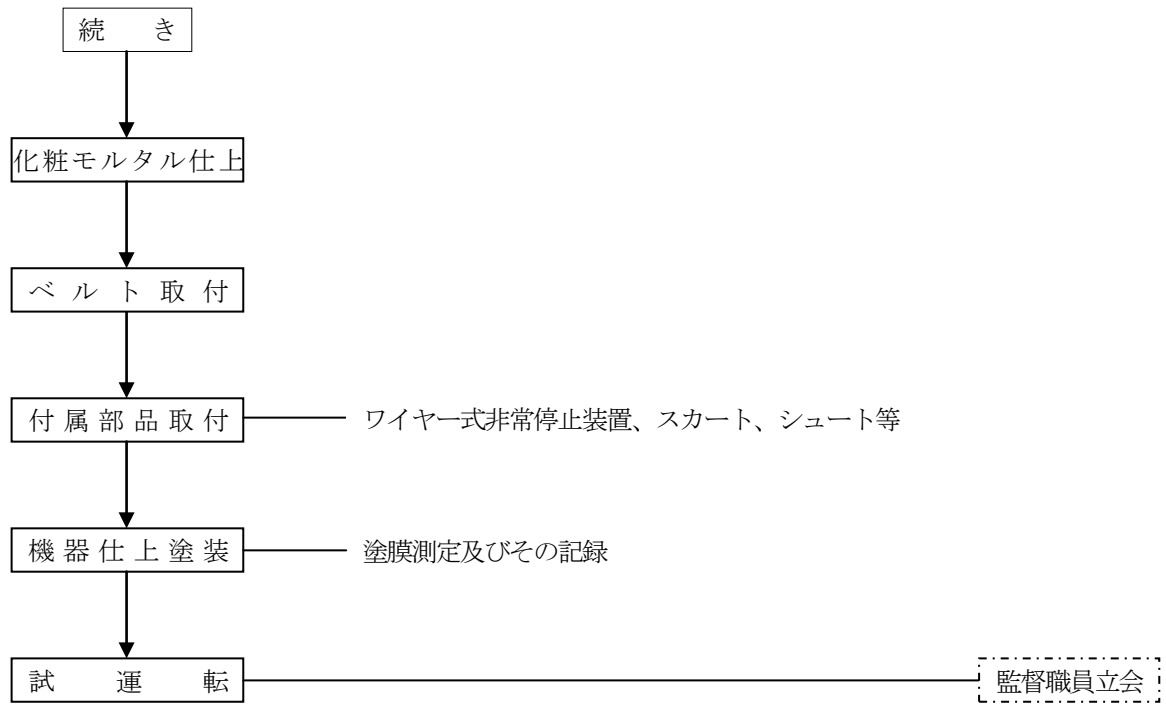 続き
化粧モルタル仕上
ベルト取付
付属部品取付
ワイヤー式非常停止装置、スカート、シュート等
機器仕上塗装
塗膜測定及びその記録
試運転
監督職員立会